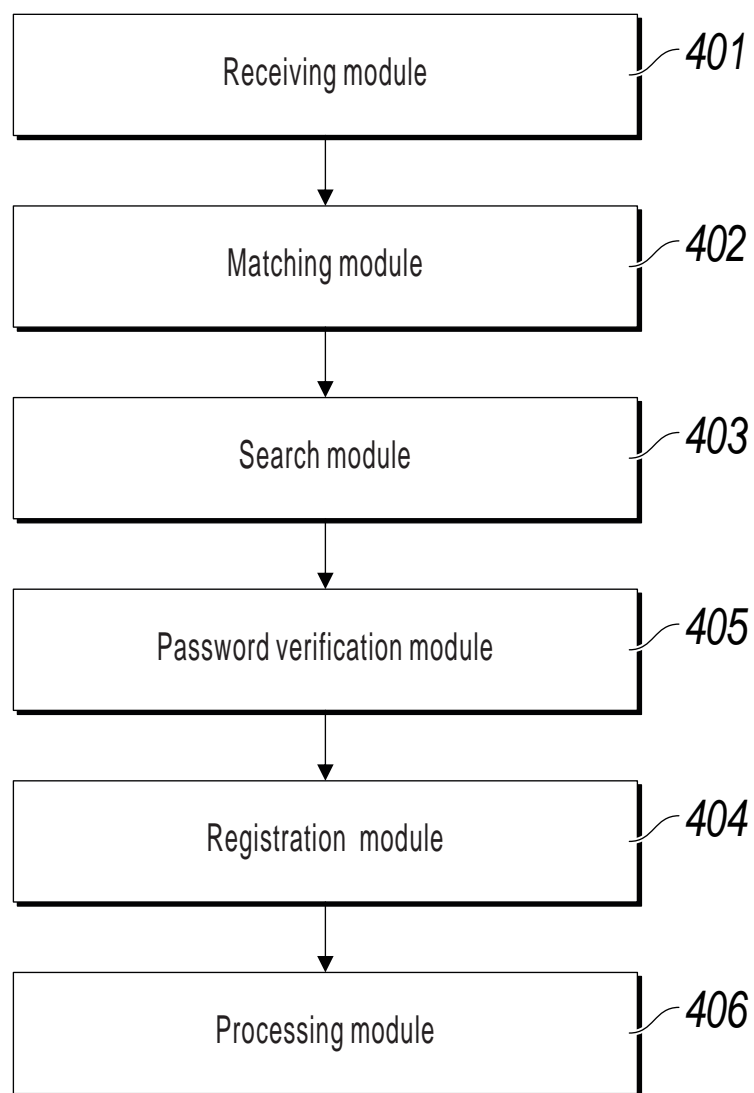 Receiving module
401
Matching module
402
Search module
403
Password verification module
405
Registration module
404
Processing module
406